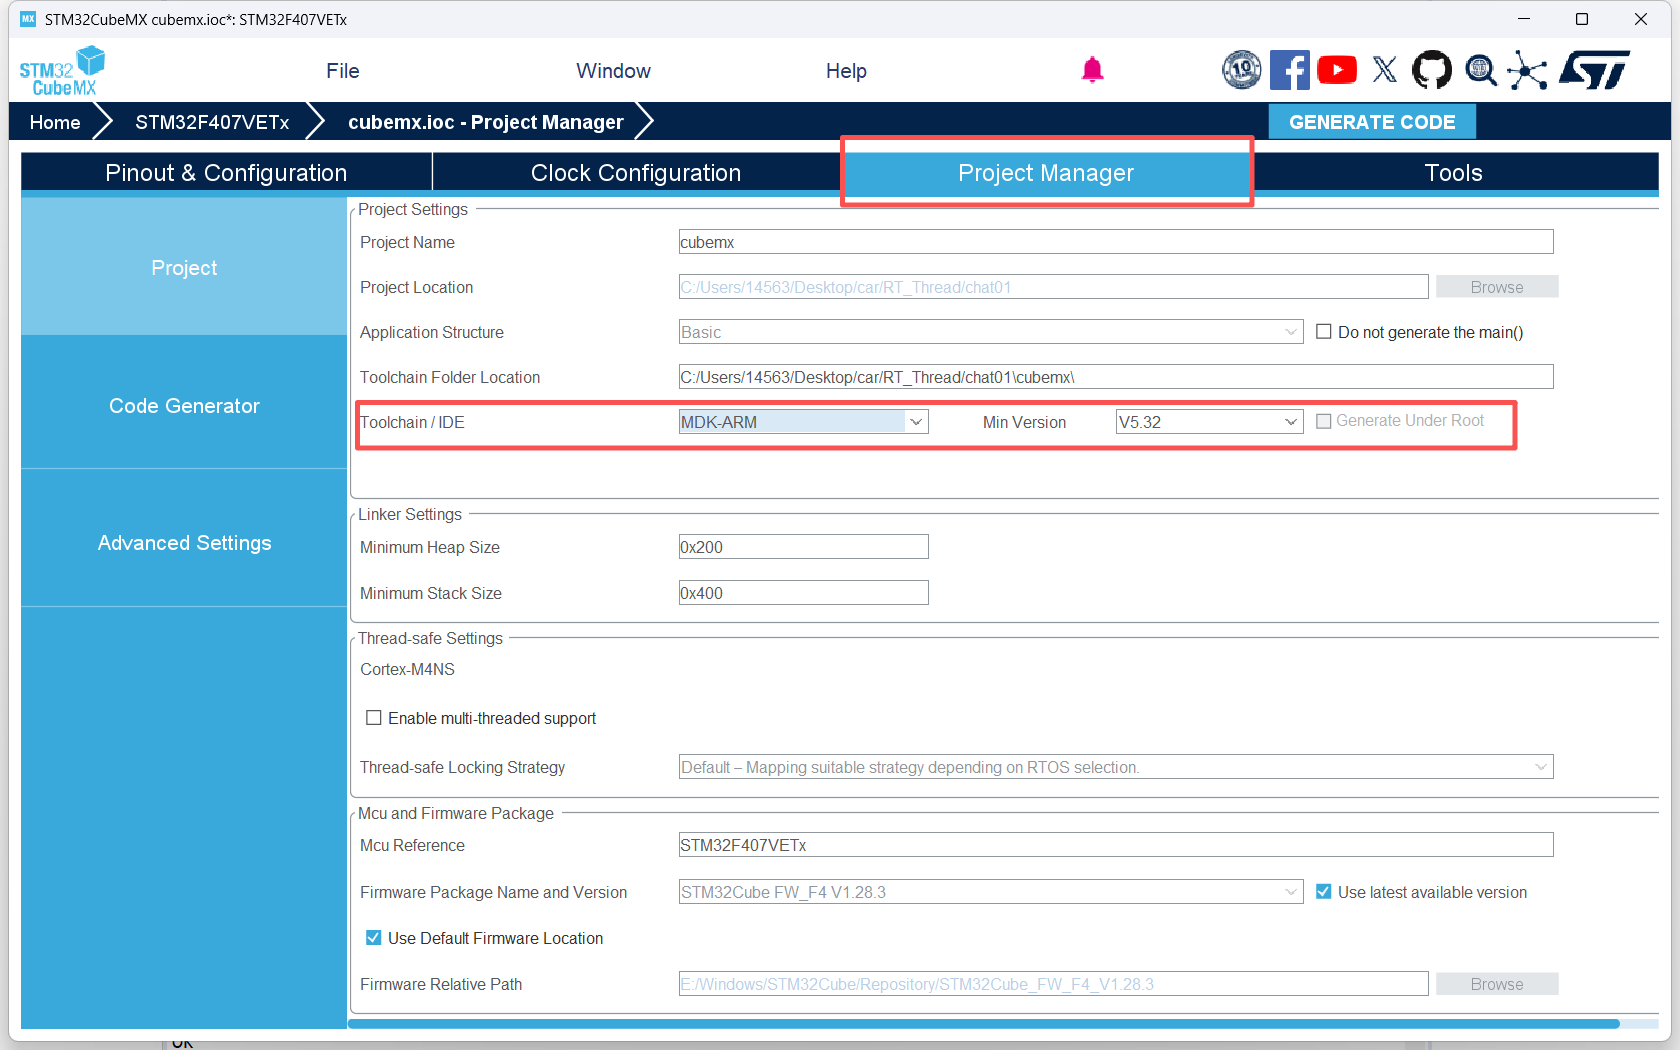 MX STM32CubeMX cubemx.ioc*: STM32F407VETx
STM32
CubeMX
File Window Help
10
ST
Home STM32F407VETx cubemx.ioc - Project Manager GENERATE CODE
Pinout & Configuration Clock Configuration Project Manager Tools
Project
Code Generator
Advanced Settings
Project Settings
Project Name cubemx
Project Location C:/Users/14563/Desktop/car/RT_Thread/chat01 Browse
Application Structure Basic Do not generate the main()
Toolchain Folder Location C:/Users/14563/Desktop/car/RT_Thread/chat01\cubemx\
Toolchain / IDE MDK-ARM Min Version V5.32 Generate Under Root
Linker Settings
Minimum Heap Size 0x200
Minimum Stack Size 0x400
Thread-safe Settings
Cortex-M4NS
Enable multi-threaded support
Thread-safe Locking Strategy Default – Mapping suitable strategy depending on RTOS selection.
Mcu and Firmware Package
Mcu Reference STM32F407VETx
Firmware Package Name and Version STM32Cube FW_F4 V1.28.3 Use latest available version
Use Default Firmware Location
Firmware Relative Path E:/Windows/STM32Cube/Repository/STM32Cube_FW_F4_V1.28.3 Browse
OK